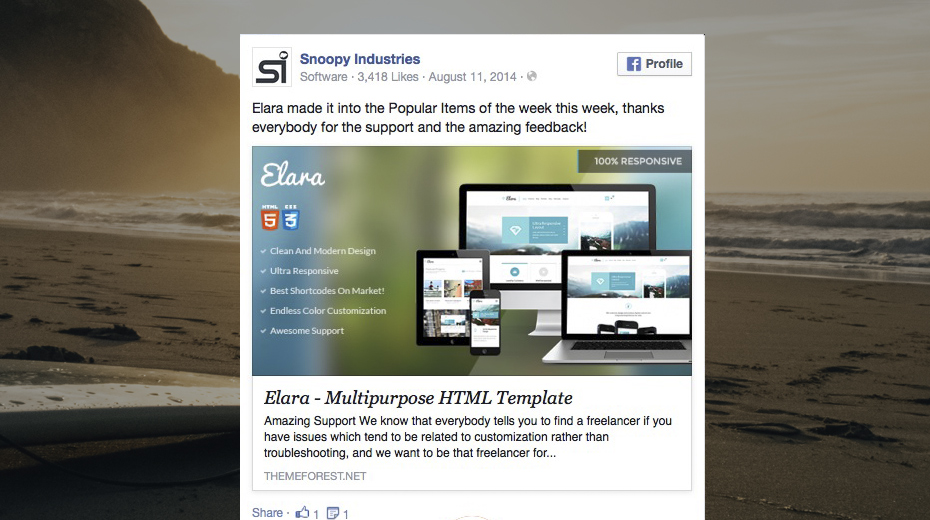 Snoopy Industries
Software · 3,418 Likes · August 11, 2014 ·
Profile
Elara made it into the Popular Items of the week this week, thanks
everybody for the support and the amazing feedback!
100% RESPONSIVE
Elara
HTML CSS
5 3
Clean And Modern Design
Ultra Responsive
Best Shortcodes On Market!
Endless Color Customization
Awesome Support
Elara - Multipurpose HTML Template
Amazing Support We know that everybody tells you to find a freelancer if you
have issues which tend to be related to customization rather than
troubleshooting, and we want to be that freelancer for...
THEMEFOREST.NET
Share · 1 1